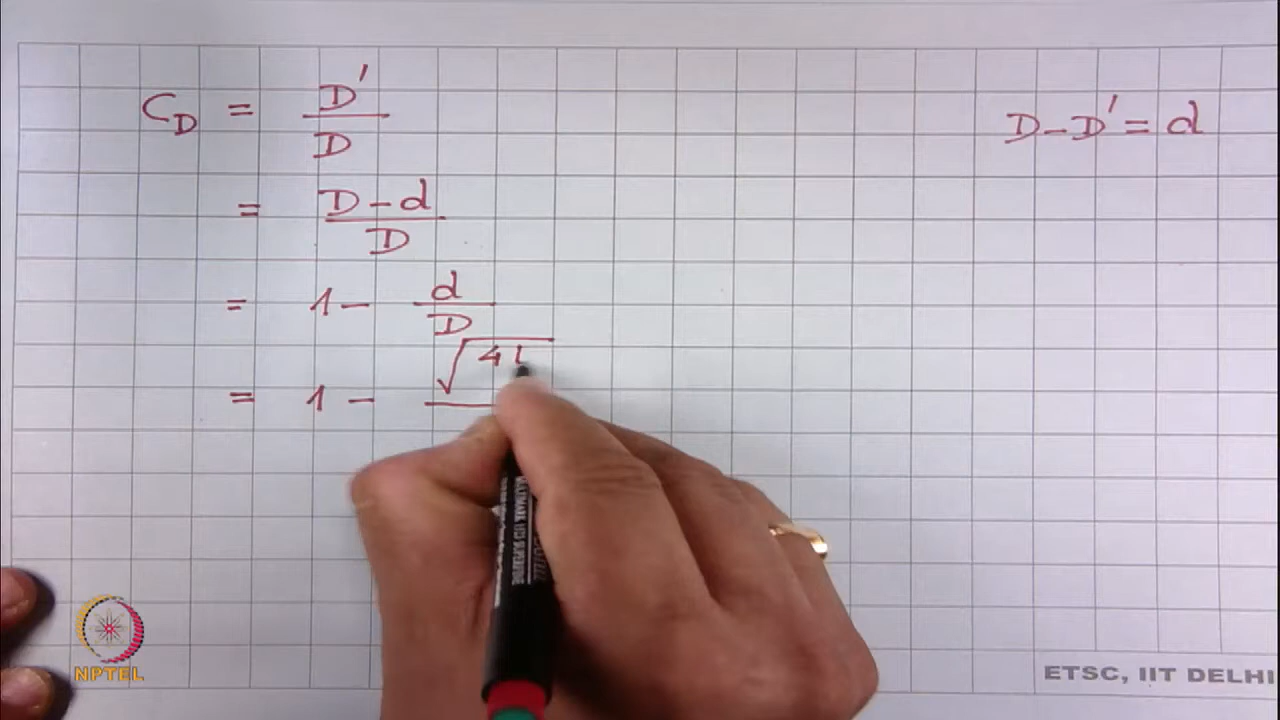 C_D = D'/D
D - D' = d
= D - d / D
= 1 - d/D
= 1 - √4
NPTEL
ETSC, IIT DELHI